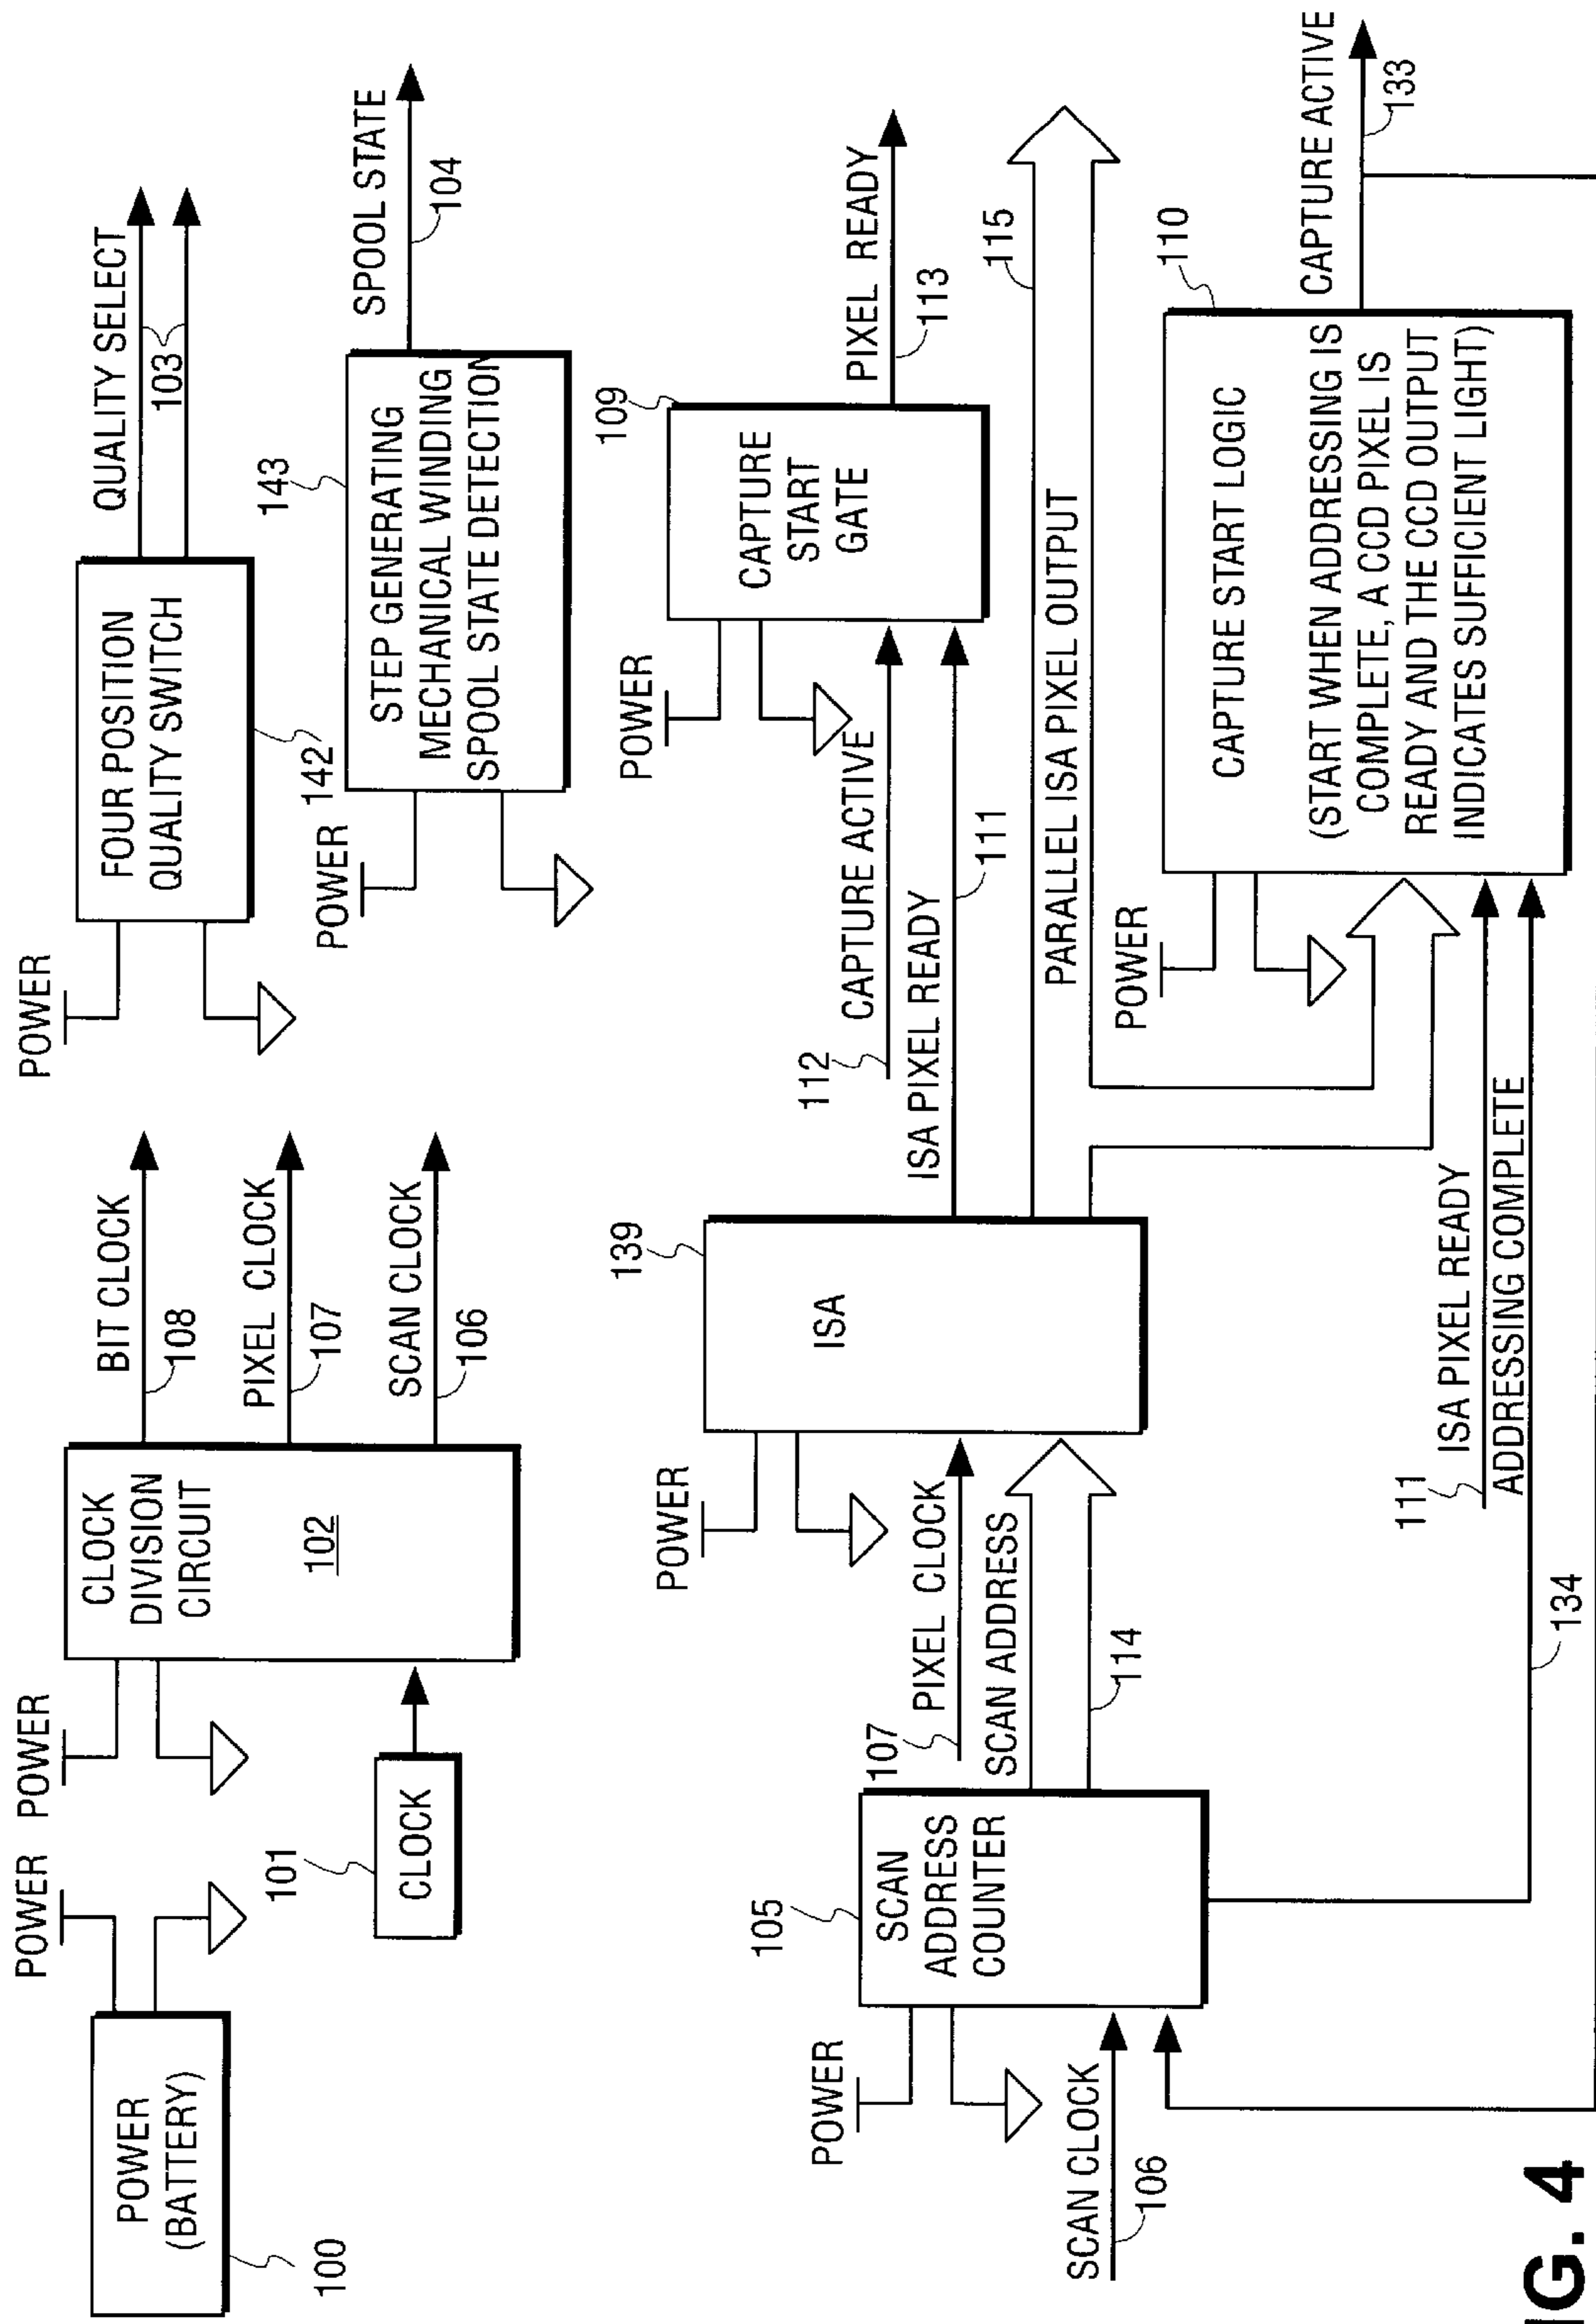 POWER
(BATTERY)
100
POWER
101
CLOCK
POWER
CLOCK
DIVISION
CIRCUIT
102
BIT CLOCK
108
PIXEL CLOCK
107
SCAN CLOCK
106
POWER
FOUR POSITION
QUALITY SWITCH
142
QUALITY SELECT
103
POWER
143
STEP GENERATING
MECHANICAL WINDING
SPOOL STATE DETECTION
SPOOL STATE
104
POWER
SCAN CLOCK
106
105
SCAN
ADDRESS
COUNTER
107
PIXEL CLOCK
SCAN ADDRESS
114
POWER
139
ISA
112
CAPTURE ACTIVE
ISA PIXEL READY
111
POWER
109
CAPTURE
START
GATE
PIXEL READY
113
PARALLEL ISA PIXEL OUTPUT
115
134
111
ISA PIXEL READY
ADDRESSING COMPLETE
POWER
110
CAPTURE START LOGIC
(START WHEN ADDRESSING IS
COMPLETE, A CCD PIXEL IS
READY AND THE CCD OUTPUT
INDICATES SUFFICIENT LIGHT)
CAPTURE ACTIVE
133
IG. 4